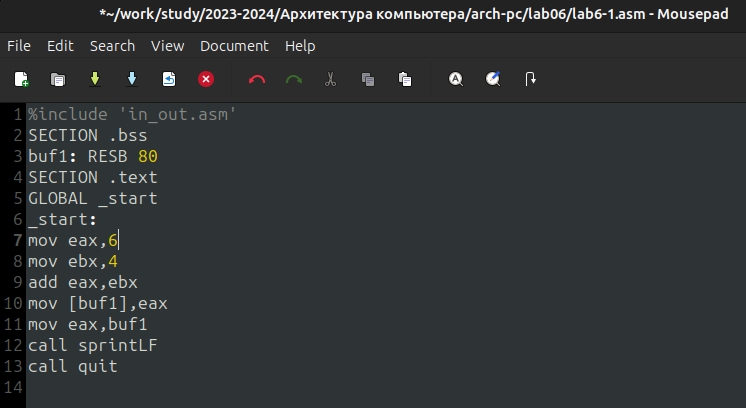 *~/work/study/2023-2024/Архитектура компьютера/arch-pc/lab06/lab6-1.asm - Mousepad
File Edit Search View Document Help
1 %include 'in_out.asm'
2 SECTION .bss
3 buf1: RESB 80
4 SECTION .text
5 GLOBAL _start
6 _start:
7 mov eax,6
8 mov ebx,4
9 add eax,ebx
10 mov [buf1],eax
11 mov eax,buf1
12 call sprintLF
13 call quit
14